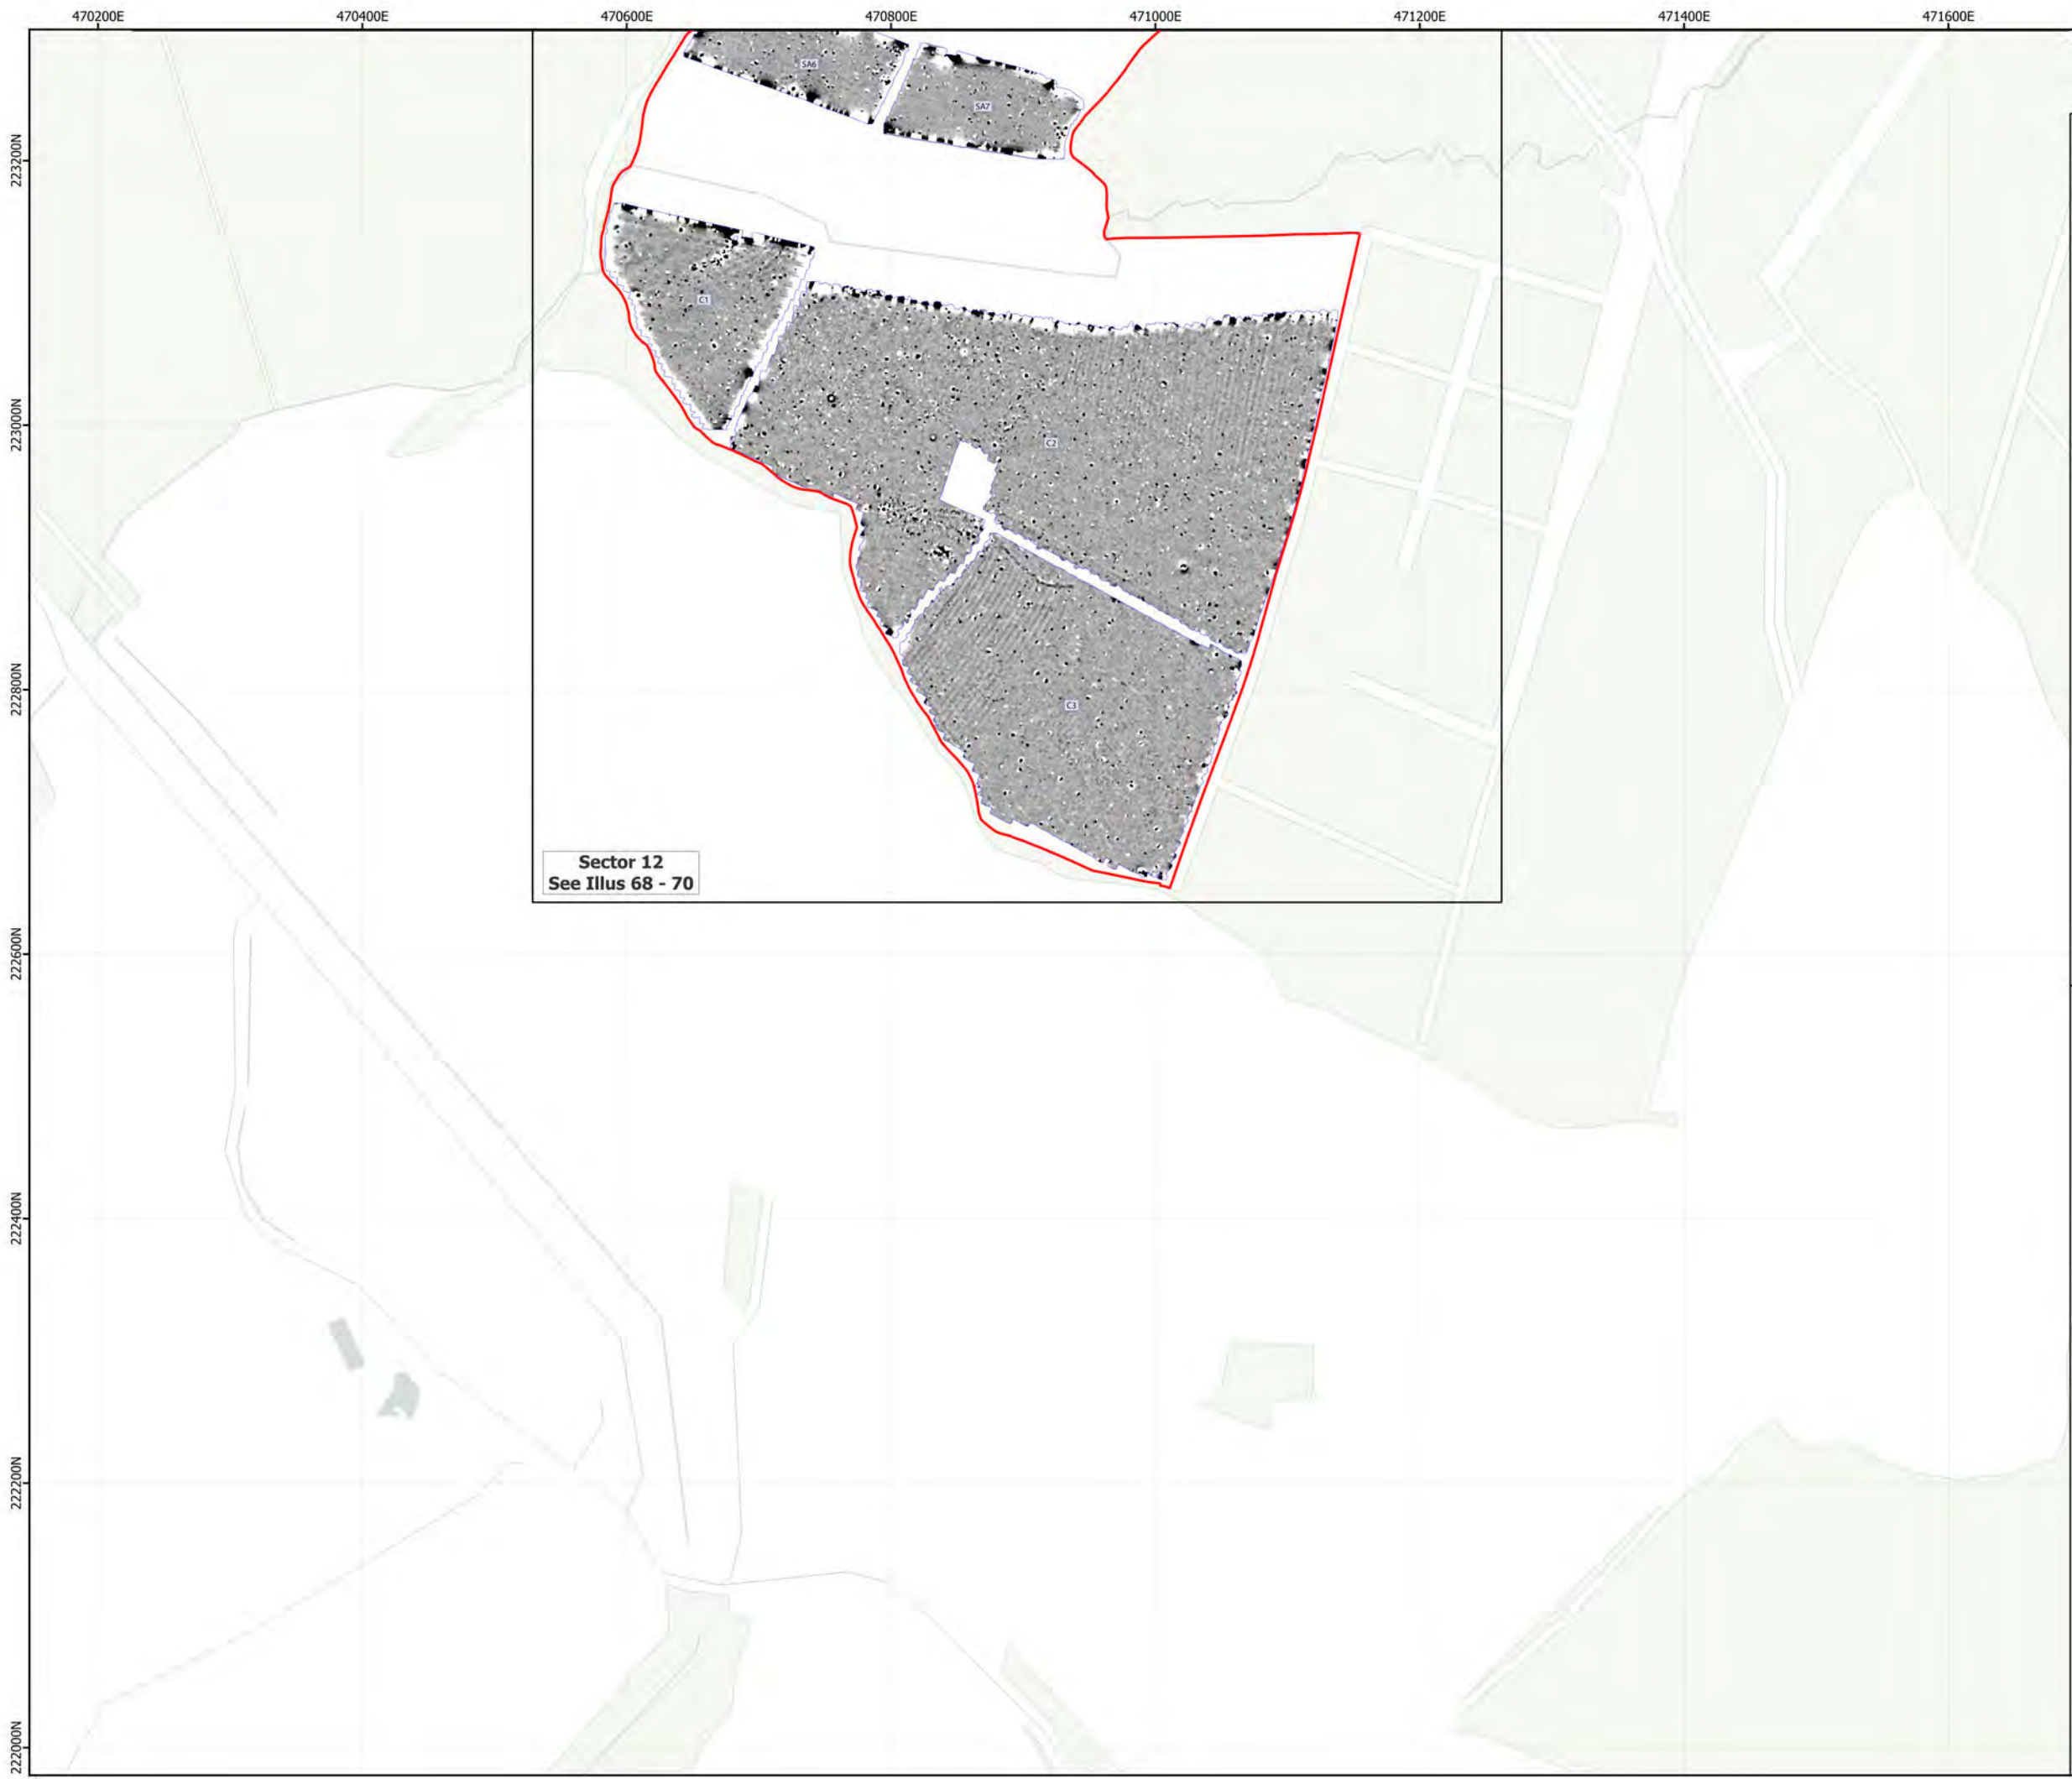 470200E
470400E
470600E
470800E
471000E
471200E
471400E
471600E
223200N
223000N
222800N
222600N
222400N
222200N
222000N
SA6
SA7
C1
C2
C3
Sector 12
See Illus 68 - 70